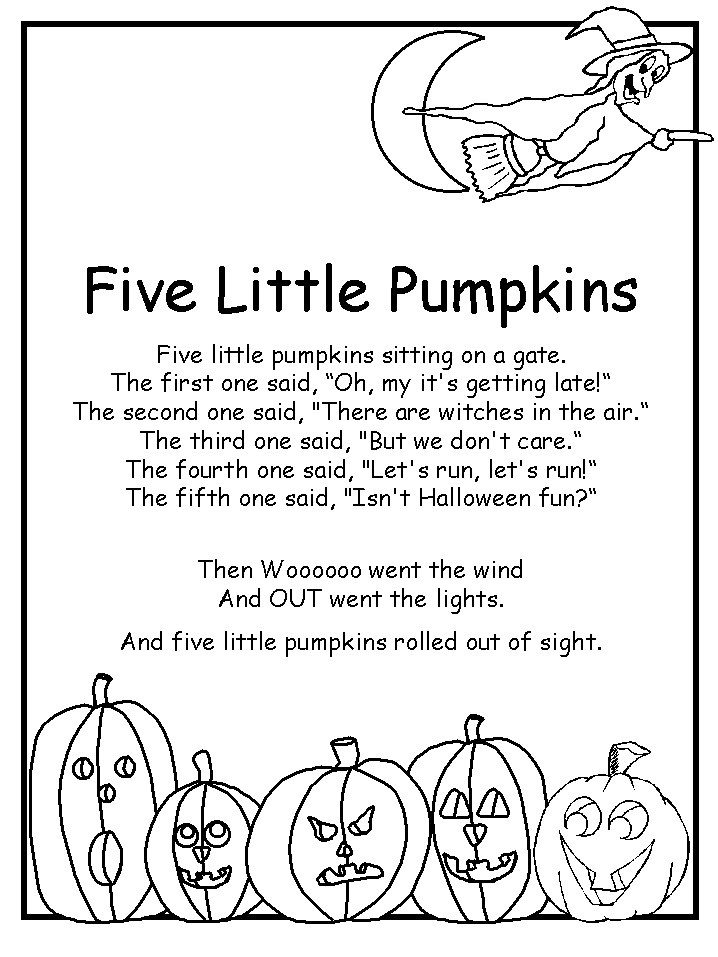 Five Little Pumpkins
Five little pumpkins sitting on a gate.
The first one said, “Oh, my it's getting late!“
The second one said, "There are witches in the air.“
The third one said, "But we don't care.“
The fourth one said, "Let's run, let's run!“
The fifth one said, "Isn't Halloween fun?“
Then Woooooo went the wind
And OUT went the lights.
And five little pumpkins rolled out of sight.